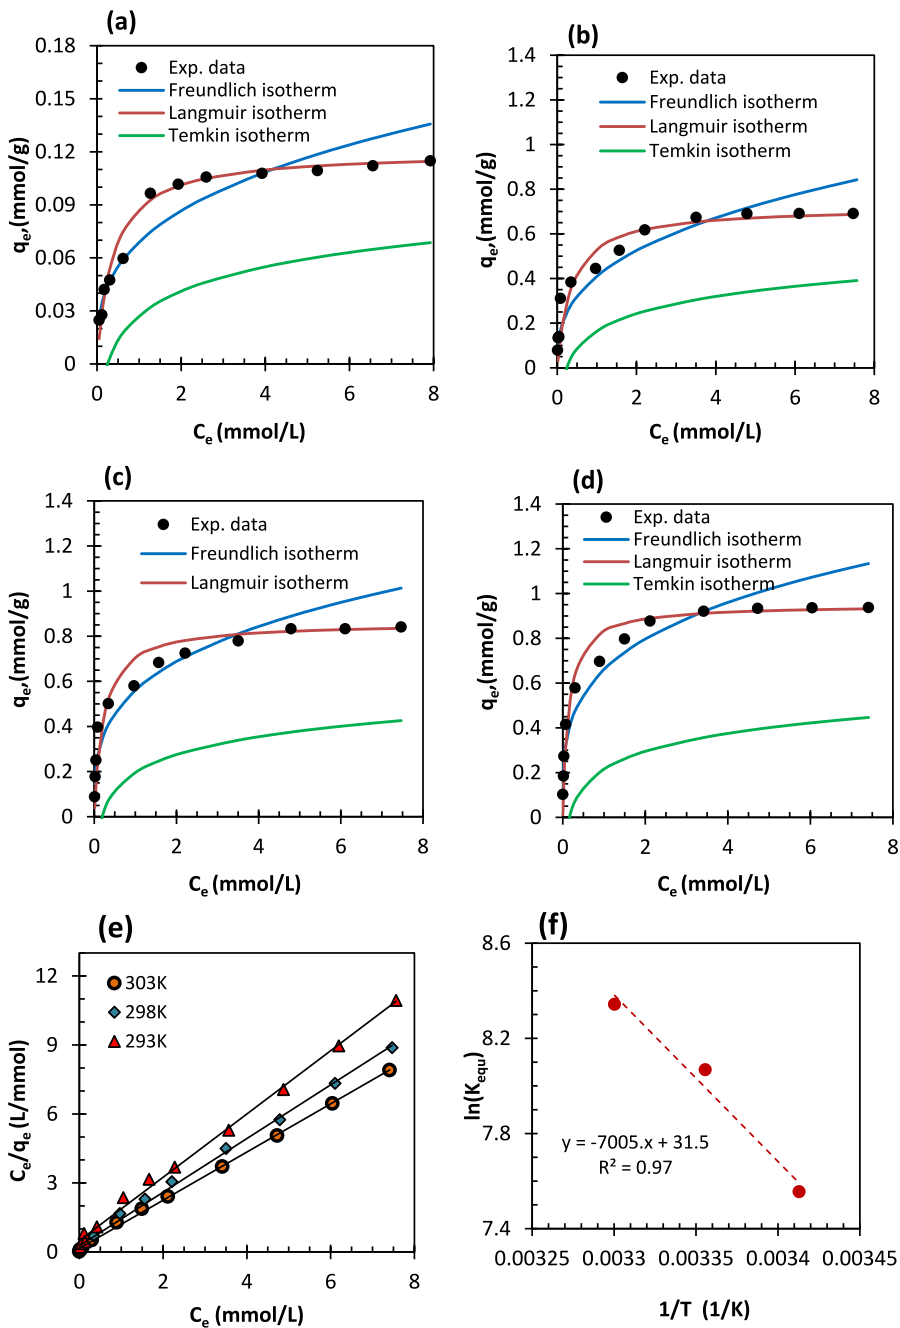 (a)
0.18
0.15
0.12
0.09
0.06
0.03
0
qe,(mmol/g)
Exp. data
Freundlich isotherm
Langmuir isotherm
Temkin isotherm
0 2 4 6 8
Ce (mmol/L)
(b)
1.4
1.2
1
0.8
0.6
0.4
0.2
0
qe,(mmol/g)
Exp. data
Freundlich isotherm
Langmuir isotherm
Temkin isotherm
0 2 4 6 8
Ce (mmol/L)
(c)
1.4
1.2
1
0.8
0.6
0.4
0.2
0
qe,(mmol/g)
Exp. data
Freundlich isotherm
Langmuir isotherm
0 2 4 6 8
Ce (mmol/L)
(d)
1.4
1.2
1
0.8
0.6
0.4
0.2
0
qe,(mmol/g)
Exp. data
Freundlich isotherm
Langmuir isotherm
Temkin isotherm
0 2 4 6 8
Ce (mmol/L)
(e)
12
9
6
3
0
Ce/qe (L/mmol)
303K
298K
293K
0 2 4 6 8
Ce (mmol/L)
(f)
8.6
8.2
7.8
7.4
ln(Kequ)
y = -7005.x + 31.5
R² = 0.97
0.00325 0.0033 0.00335 0.0034 0.00345
1/T (1/K)